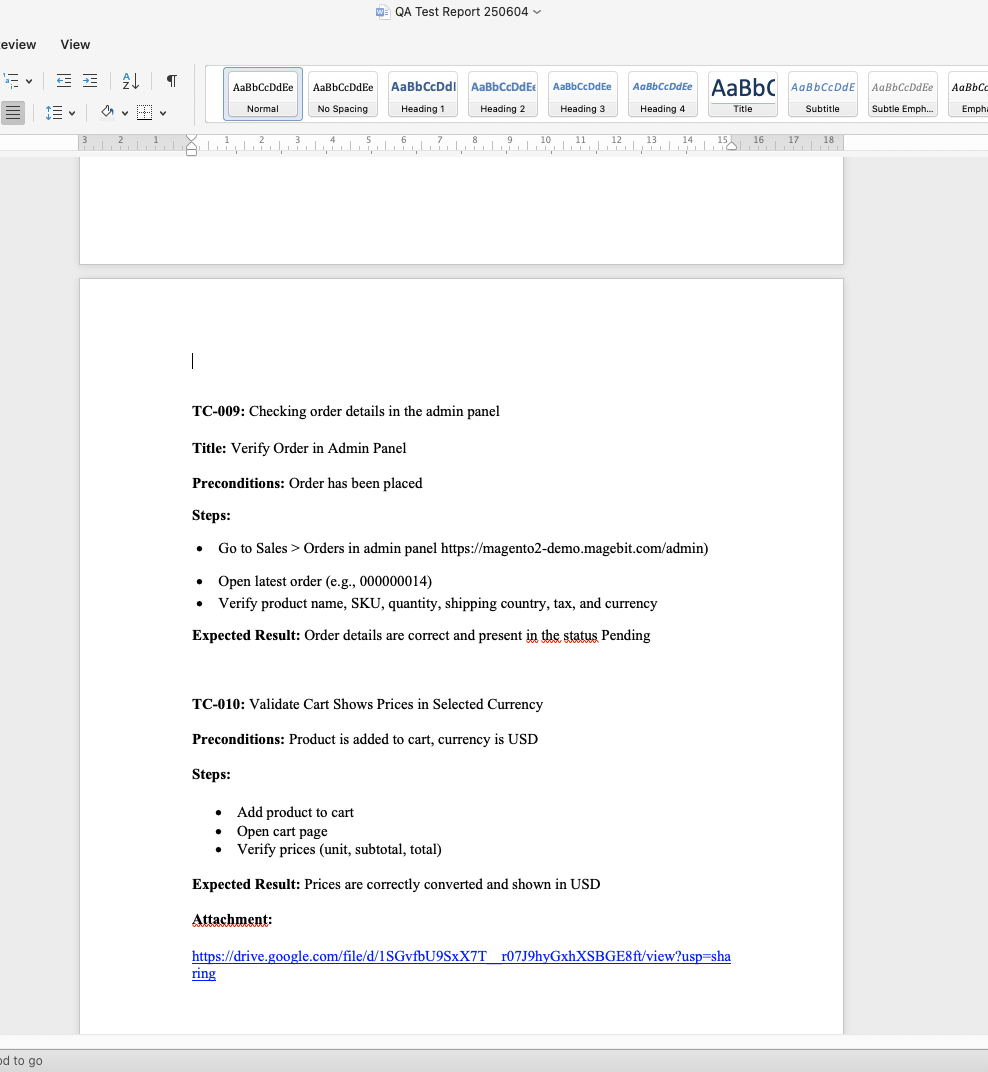 QA Test Report 250604
eview View
AaBbCcDdEe AaBbCcDdEe AaBbCcDdI AaBbCcDdEe AaBbCcDdEe AaBbCcDdEe AaBbC AaBbCcDdE AaBbCcDdEe AaBbCc
Normal No Spacing Heading 1 Heading 2 Heading 3 Heading 4 Title Subtitle Subtle Emph... Empha
3 2 1 1 2 3 4 5 6 7 8 9 10 11 12 13 14 15 16 17 18
TC-009: Checking order details in the admin panel
Title: Verify Order in Admin Panel
Preconditions: Order has been placed
Steps:
• Go to Sales > Orders in admin panel https://magento2-demo.magebit.com/admin)
• Open latest order (e.g., 000000014)
• Verify product name, SKU, quantity, shipping country, tax, and currency
Expected Result: Order details are correct and present in the status Pending
TC-010: Validate Cart Shows Prices in Selected Currency
Preconditions: Product is added to cart, currency is USD
Steps:
• Add product to cart
• Open cart page
• Verify prices (unit, subtotal, total)
Expected Result: Prices are correctly converted and shown in USD
Attachment:
https://drive.google.com/file/d/1SGvfbU9SxX7T__r07J9hyGxhXSBGE8ft/view?usp=sha
ring
od to go